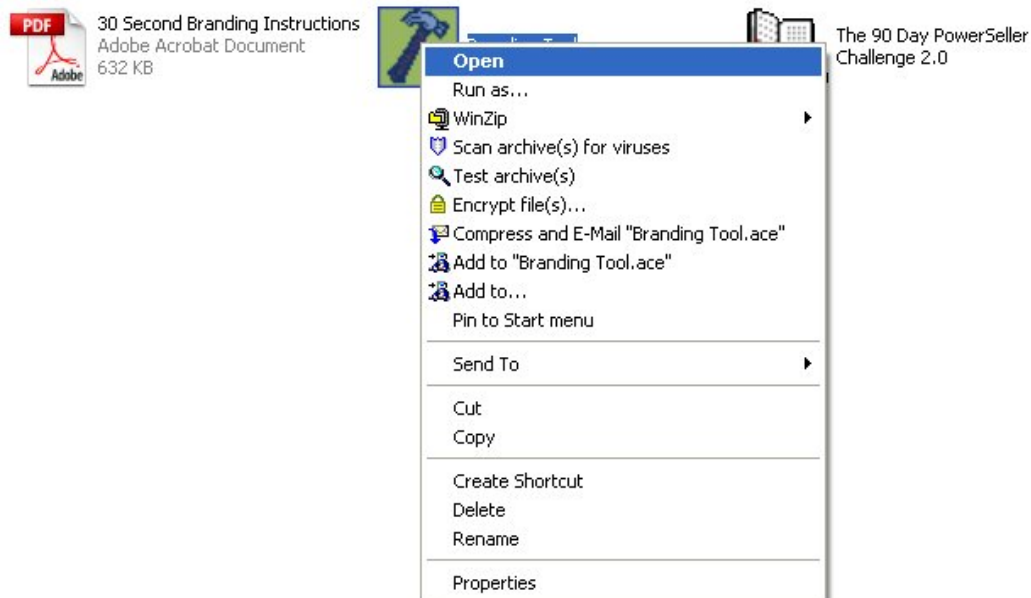 PDF
Adobe
30 Second Branding Instructions
Adobe Acrobat Document
632 KB
The 90 Day PowerSeller
Challenge 2.0
Open
Run as...
WinZip
Scan archive(s) for viruses
Test archive(s)
Encrypt file(s)...
Compress and E-Mail "Branding Tool.ace"
Add to "Branding Tool.ace"
Add to...
Pin to Start menu
Send To
Cut
Copy
Create Shortcut
Delete
Rename
Properties